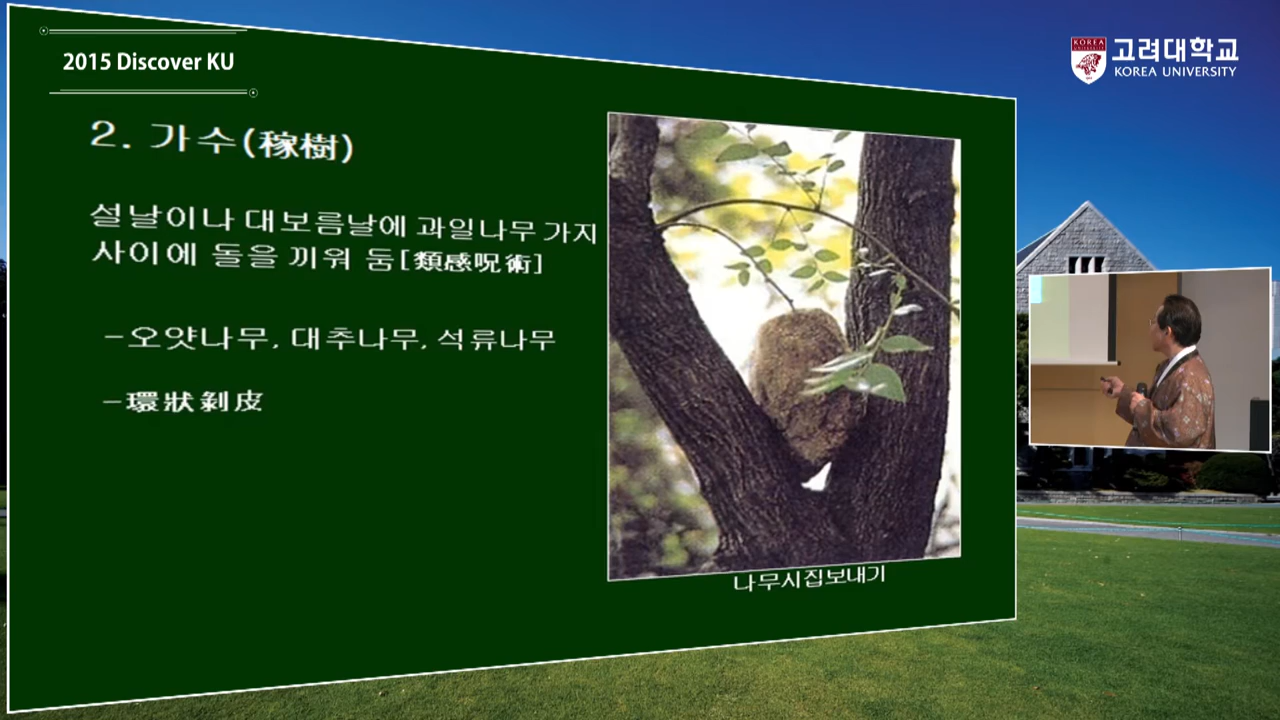 2015 Discover KU
KOREA
UNIVERSITY
고려대학교
KOREA UNIVERSITY
2. 가수(稼樹)
설날이나 대보름날에 과일나무 가지
사이에 돌을 끼워 둠[類感呪術]
-오얏나무, 대추나무, 석류나무
-環狀剝皮
나무시집보내기